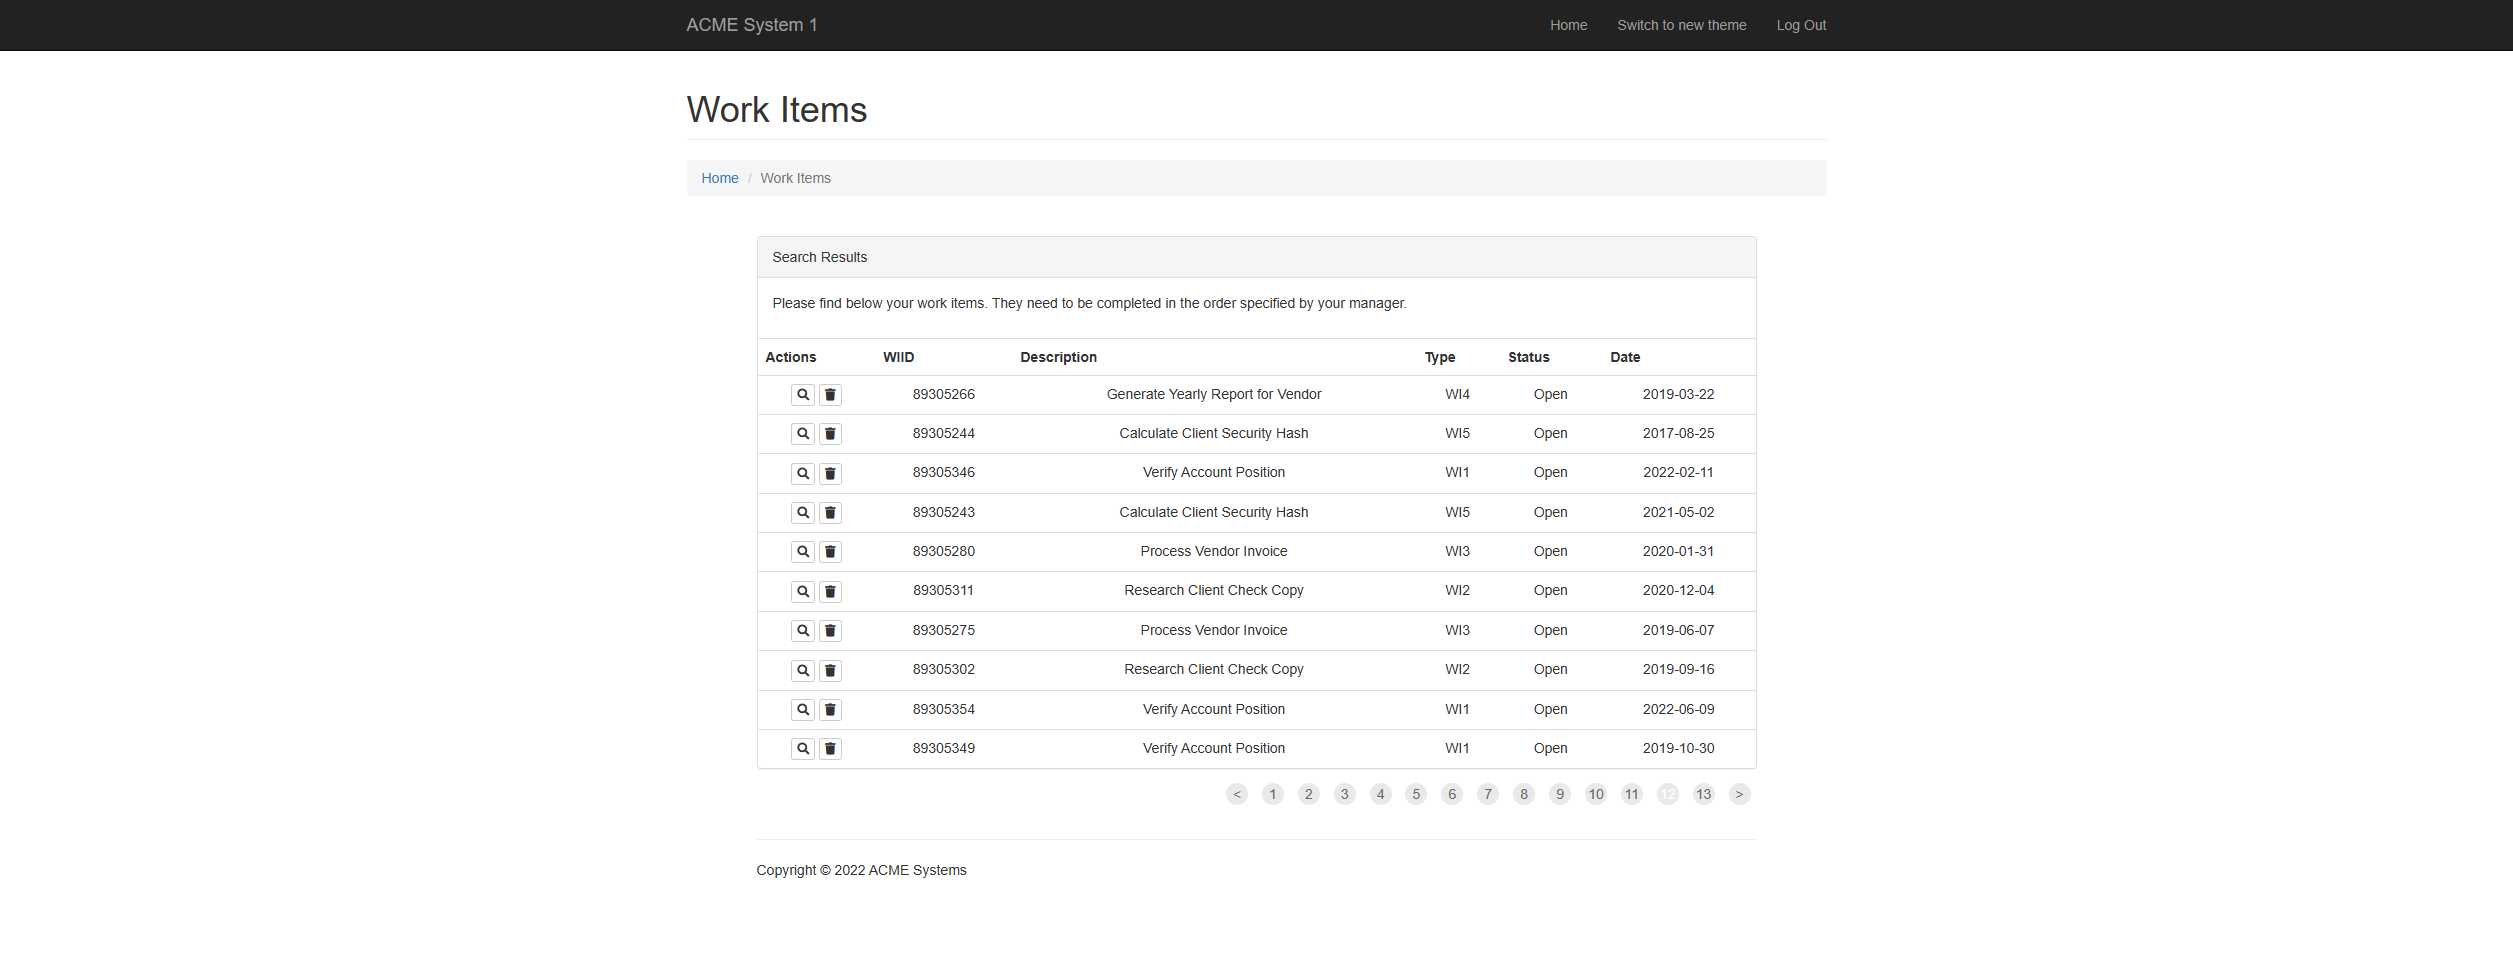 ACME System 1 Home Switch to new theme Log Out
Work Items
Home / Work Items
Search Results
Please find below your work items. They need to be completed in the order specified by your manager.
Actions WIID Description Type Status Date
89305266 Generate Yearly Report for Vendor WI4 Open 2019-03-22
89305244 Calculate Client Security Hash WI5 Open 2017-08-25
89305346 Verify Account Position WI1 Open 2022-02-11
89305243 Calculate Client Security Hash WI5 Open 2021-05-02
89305280 Process Vendor Invoice WI3 Open 2020-01-31
89305311 Research Client Check Copy WI2 Open 2020-12-04
89305275 Process Vendor Invoice WI3 Open 2019-06-07
89305302 Research Client Check Copy WI2 Open 2019-09-16
89305354 Verify Account Position WI1 Open 2022-06-09
89305349 Verify Account Position WI1 Open 2019-10-30
< 1 2 3 4 5 6 7 8 9 10 11 12 13 >
Copyright © 2022 ACME Systems